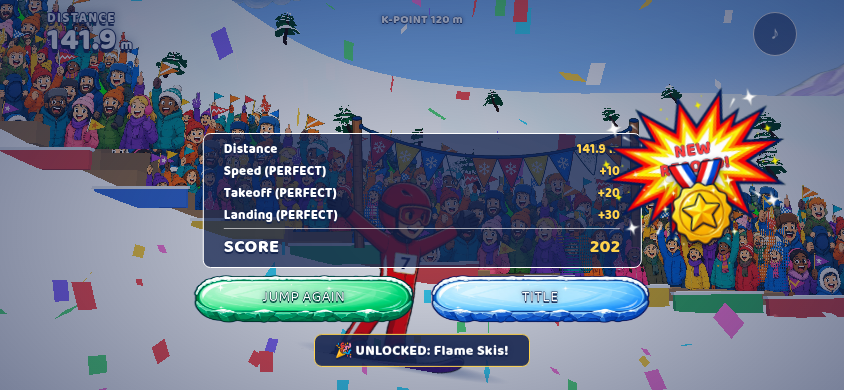 DISTANCE
141.9 m
K-POINT 120 m
♪
Distance 141.9
Speed (PERFECT) +10
Takeoff (PERFECT) +20
Landing (PERFECT) +30
SCORE 202
NEW
7
JUMP AGAIN
TITLE
🎉 UNLOCKED: Flame Skis!